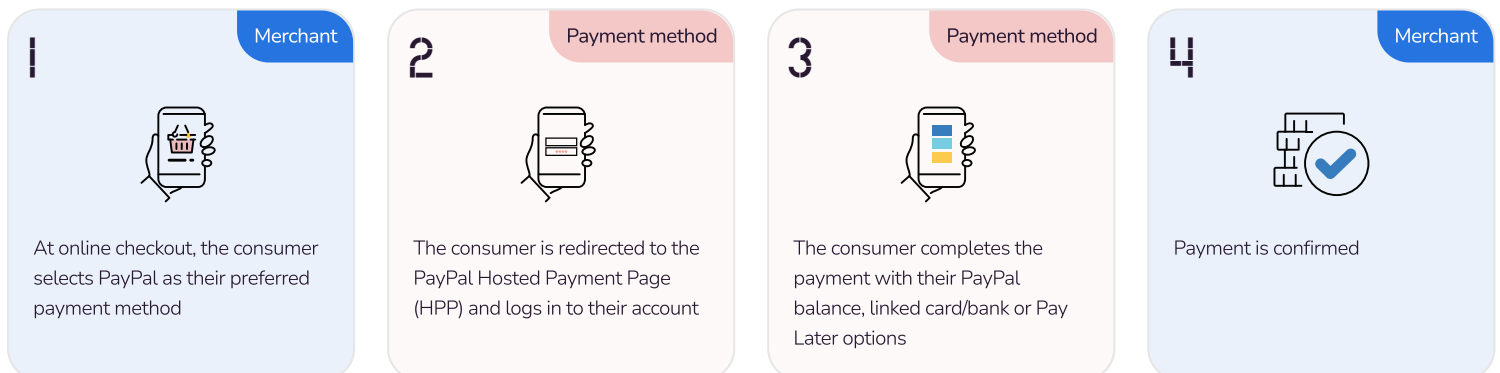 1
Merchant
At online checkout, the consumer
selects PayPal as their preferred
payment method
2
Payment method
The consumer is redirected to the
PayPal Hosted Payment Page
(HPP) and logs in to their account
3
Payment method
The consumer completes the
payment with their PayPal
balance, linked card/bank or Pay
Later options
4
Merchant
Payment is confirmed